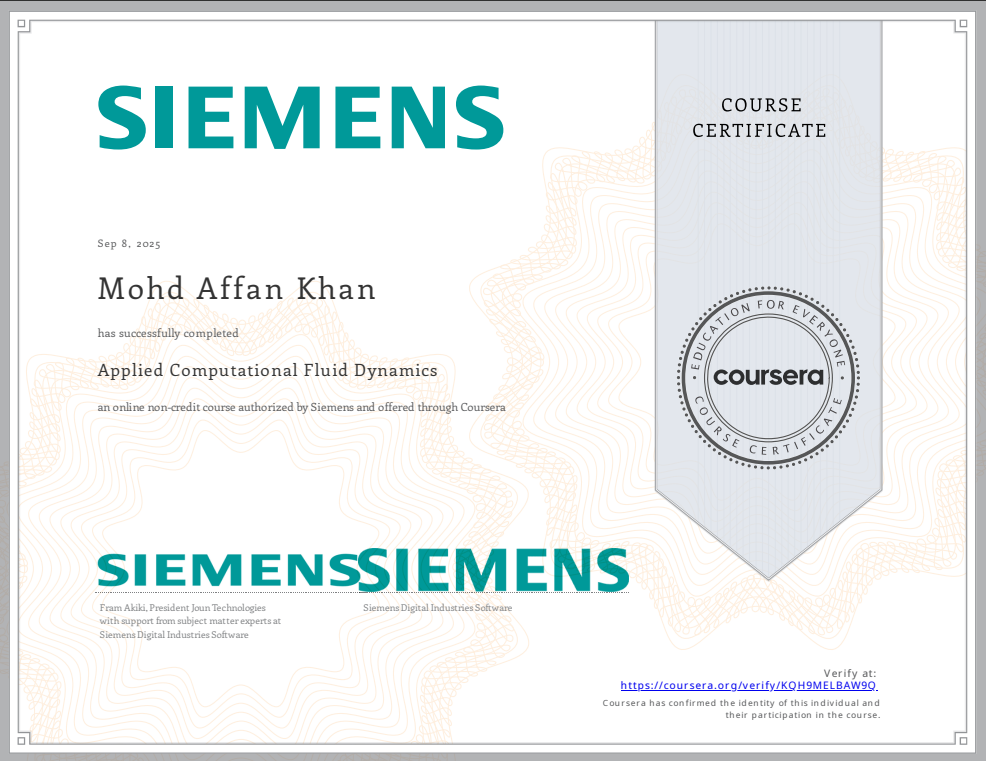 SIEMENS
COURSE
CERTIFICATE
Sep 8, 2025
Mohd Affan Khan
has successfully completed
Applied Computational Fluid Dynamics
an online non-credit course authorized by Siemens and offered through Coursera
EDUCATION FOR EVERYONE
coursera
COURSE CERTIFICATE
SIEMENS
SIEMENS
Fram Akiki, President Joun Technologies
with support from subject matter experts at
Siemens Digital Industries Software
Siemens Digital Industries Software
Verify at:
https://coursera.org/verify/KQH9MELBAW9Q
Coursera has confirmed the identity of this individual and
their participation in the course.